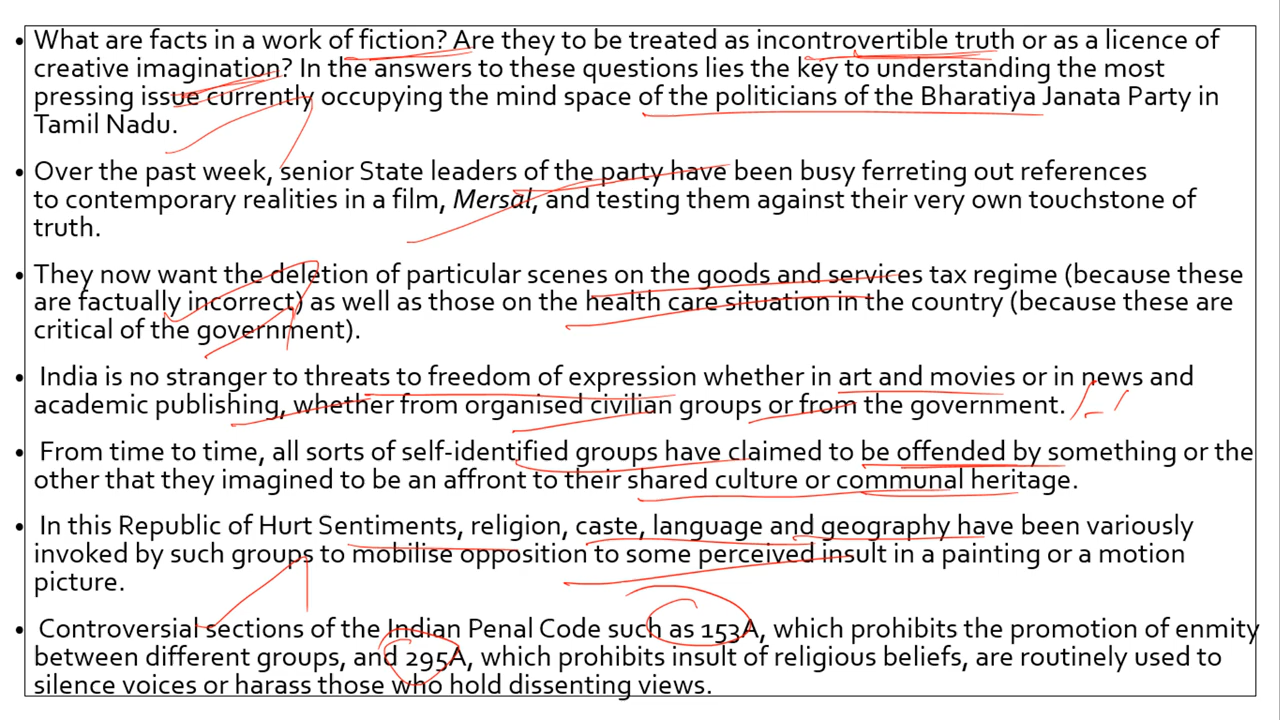 • What are facts in a work of fiction? Are they to be treated as incontrovertible truth or as a licence of
creative imagination? In the answers to these questions lies the key to understanding the most
pressing issue currently occupying the mind space of the politicians of the Bharatiya Janata Party in
Tamil Nadu.
• Over the past week, senior State leaders of the party have been busy ferreting out references
to contemporary realities in a film, Mersal, and testing them against their very own touchstone of
truth.
• They now want the deletion of particular scenes on the goods and services tax regime (because these
are factually incorrect) as well as those on the health care situation in the country (because these are
critical of the government).
• India is no stranger to threats to freedom of expression whether in art and movies or in news and
academic publishing, whether from organised civilian groups or from the government.
• From time to time, all sorts of self-identified groups have claimed to be offended by something or the
other that they imagined to be an affront to their shared culture or communal heritage.
• In this Republic of Hurt Sentiments, religion, caste, language and geography have been variously
invoked by such groups to mobilise opposition to some perceived insult in a painting or a motion
picture.
• Controversial sections of the Indian Penal Code such as 153A, which prohibits the promotion of enmity
between different groups, and 295A, which prohibits insult of religious beliefs, are routinely used to
silence voices or harass those who hold dissenting views.